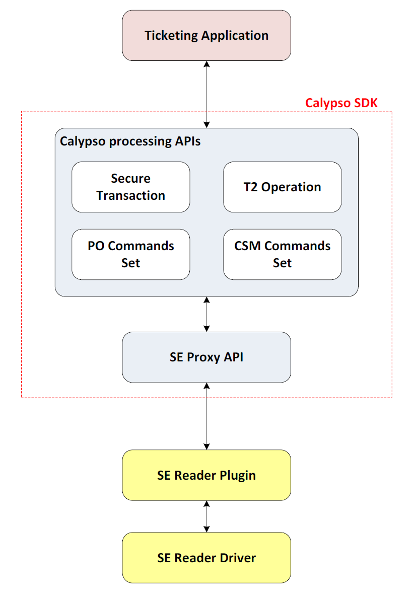 Ticketing Application
Calypso SDK
Calypso processing APIs
Secure
Transaction
T2 Operation
PO Commands
Set
CSM Commands
Set
SE Proxy API
SE Reader Plugin
SE Reader Driver